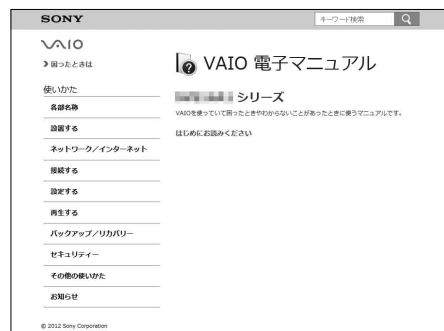 SONY
キーワード検索
VAIO
困ったときは
VAIO 電子マニュアル
使いかた
シリーズ
各部名称
VAIOを使っていて困ったときやわからないことがあったときに使うマニュアルです。
設置する
はじめにお読みください
ネットワーク／インターネット
接続する
設定する
再生する
バックアップ／リカバリー
セキュリティー
その他の使いかた
お知らせ
© 2012 Sony Corporation